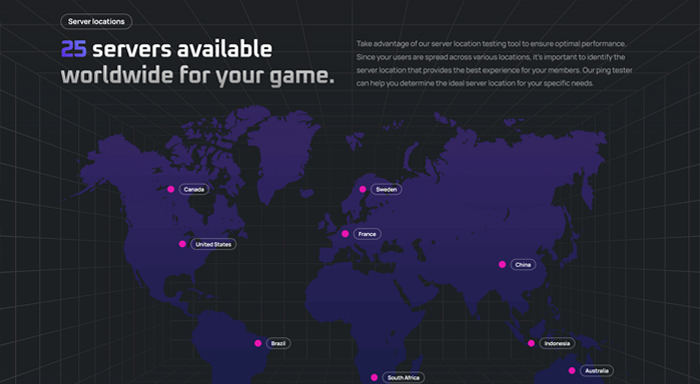 Server locations
25 servers available
worldwide for your game.
Take advantage of our server location testing tool to ensure optimal performance.
Since your users are spread across various locations, it's important to identify the
server location that provides the best experience for your members. Our ping tester
can help you determine the ideal server location for your specific needs.
Canada
Sweden
France
United States
China
Brazil
Indonesia
Australia
South Africa